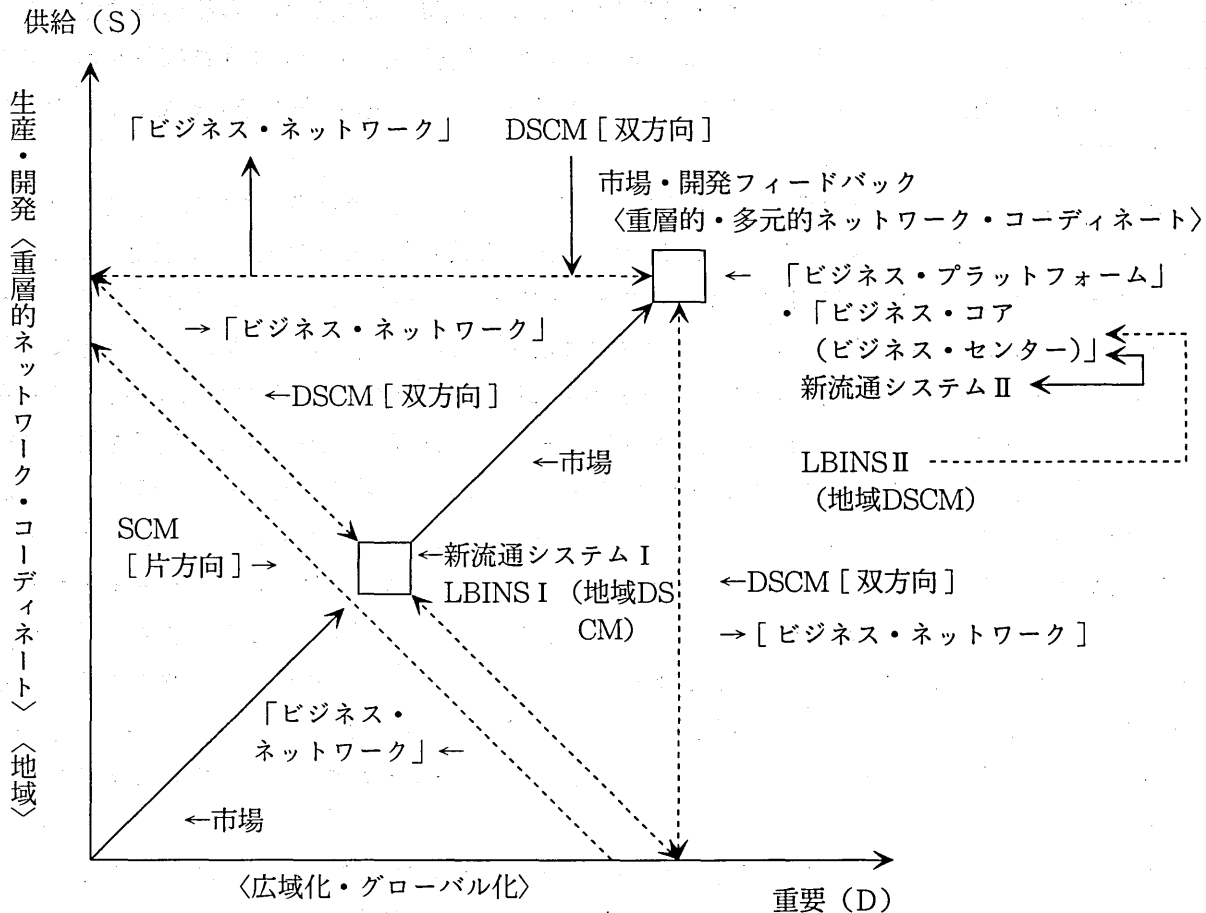 供給（S）
生産・開発〈重層的ネットワーク・コーディネート〉〈地域〉
「ビジネス・ネットワーク」
DSCM［双方向］
市場・開発フィードバック
〈重層的・多元的ネットワーク・コーディネート〉
←「ビジネス・プラットフォーム」
・「ビジネス・コア
（ビジネス・センター）」
新流通システムⅡ
→「ビジネス・ネットワーク」
←DSCM［双方向］
←市場
LBINSⅡ
（地域DSCM）
SCM
［片方向］→
←新流通システムⅠ
LBINSⅠ（地域DS
CM）
←DSCM［双方向］
→［ビジネス・ネットワーク］
「ビジネス・
ネットワーク」←
←市場
〈広域化・グローバル化〉
重要（D）